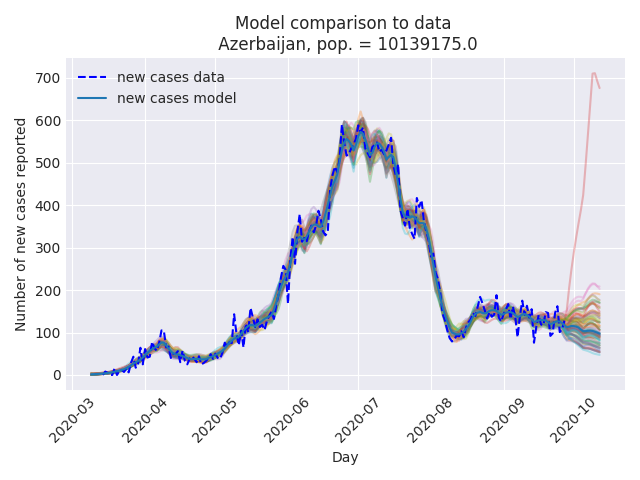 Model comparison to data
Azerbaijan, pop. = 10139175.0
new cases data
new cases model
Number of new cases reported
700
600
500
400
300
200
100
0
2020-03
2020-04
2020-05
2020-06
2020-07
2020-08
2020-09
2020-10
Day